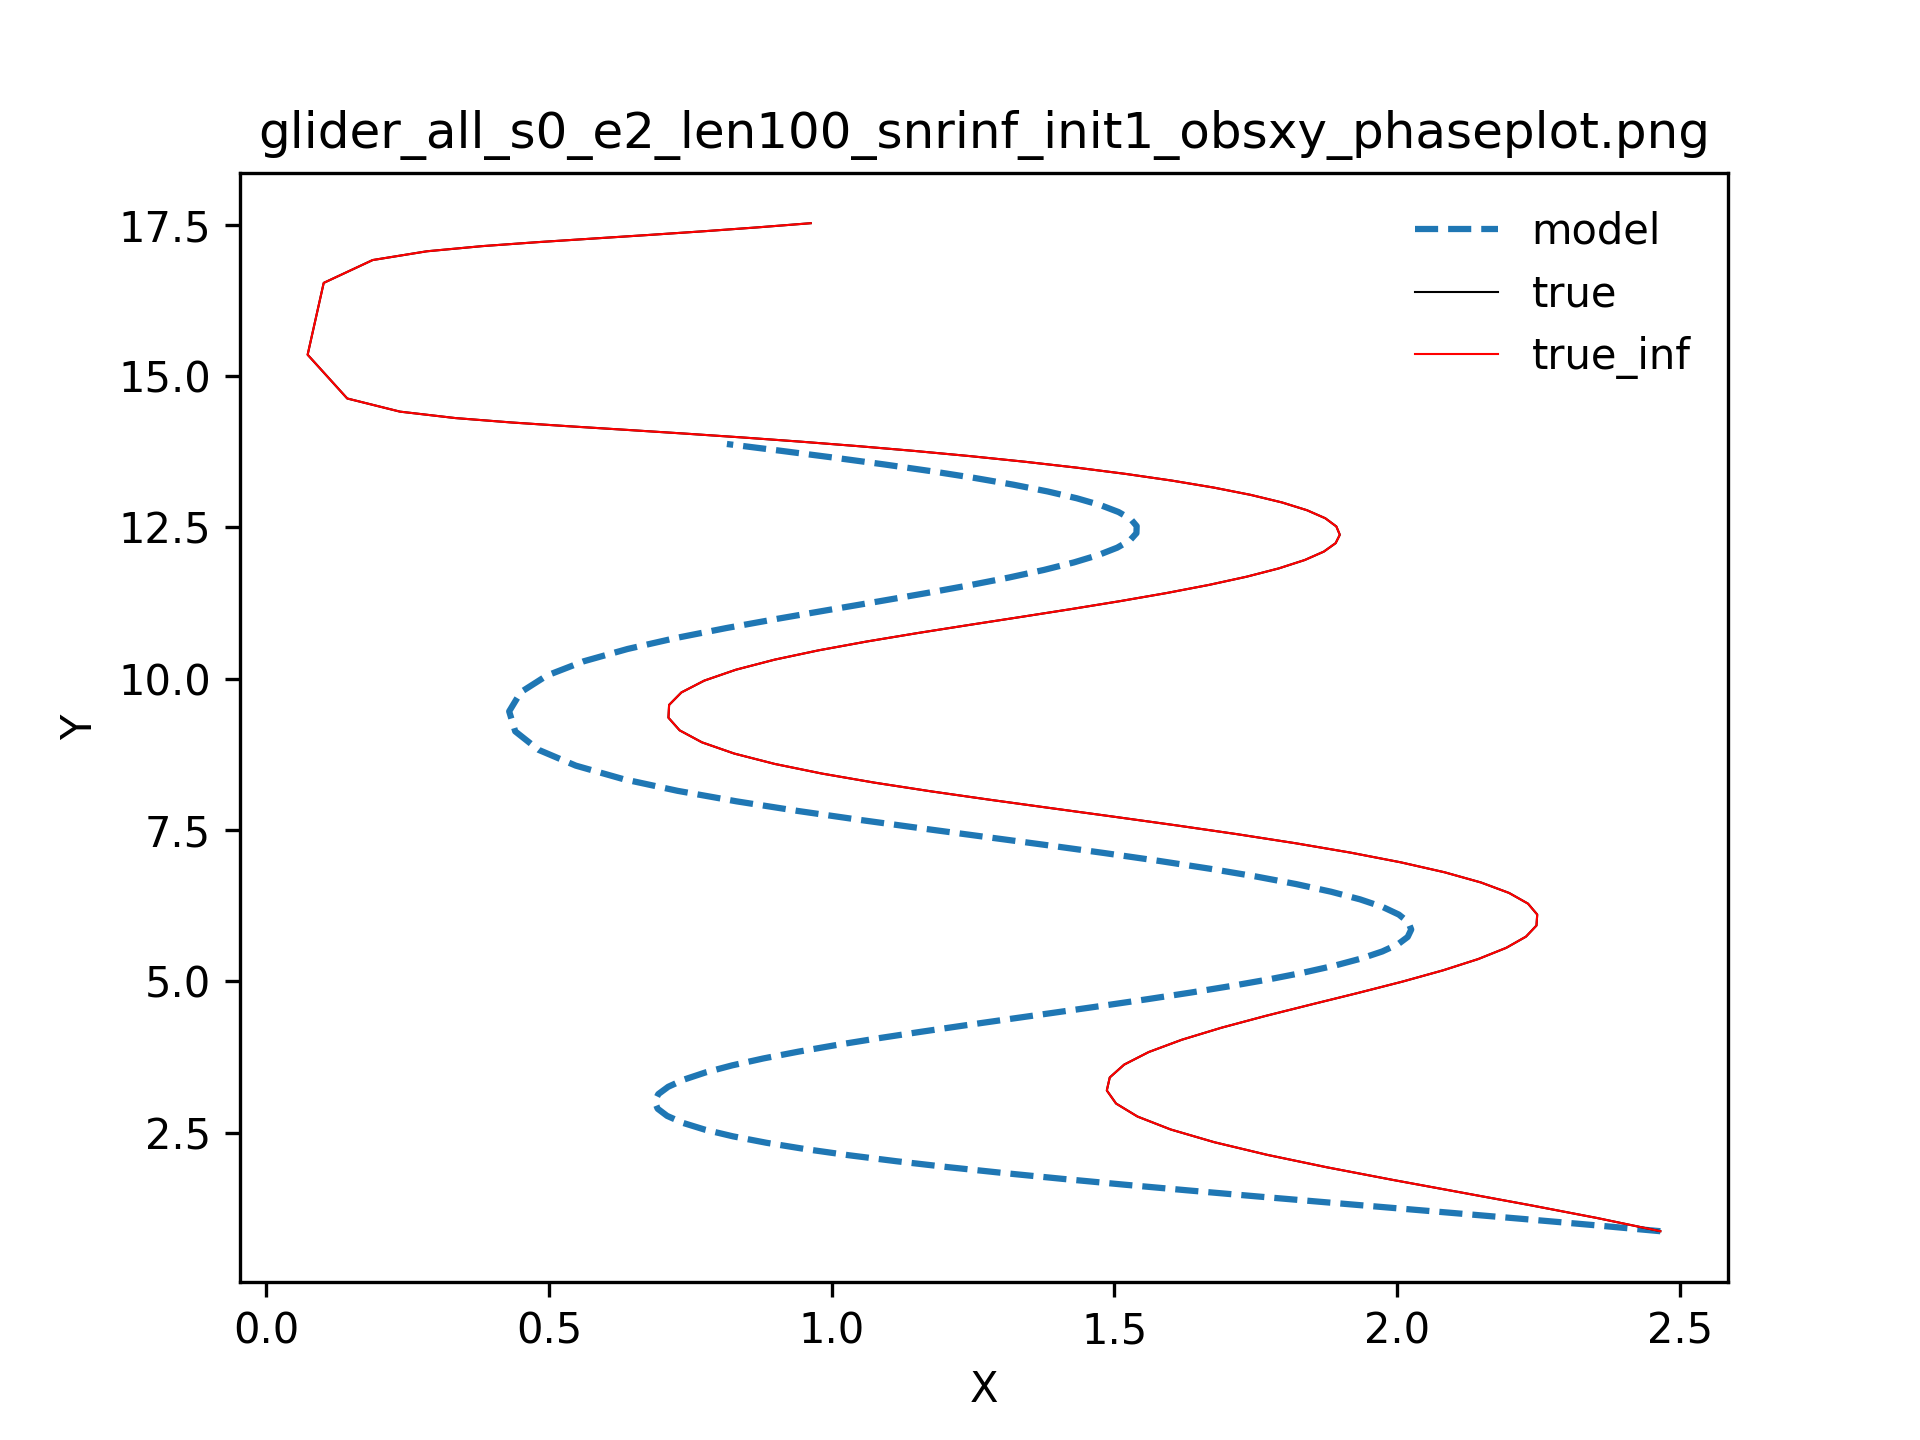 glider_all_s0_e2_len100_snrinf_init1_obsxy_phaseplot.png
model
true
true_inf
17.5
15.0
12.5
10.0
7.5
5.0
2.5
Y
0.0 0.5 1.0 1.5 2.0 2.5
X